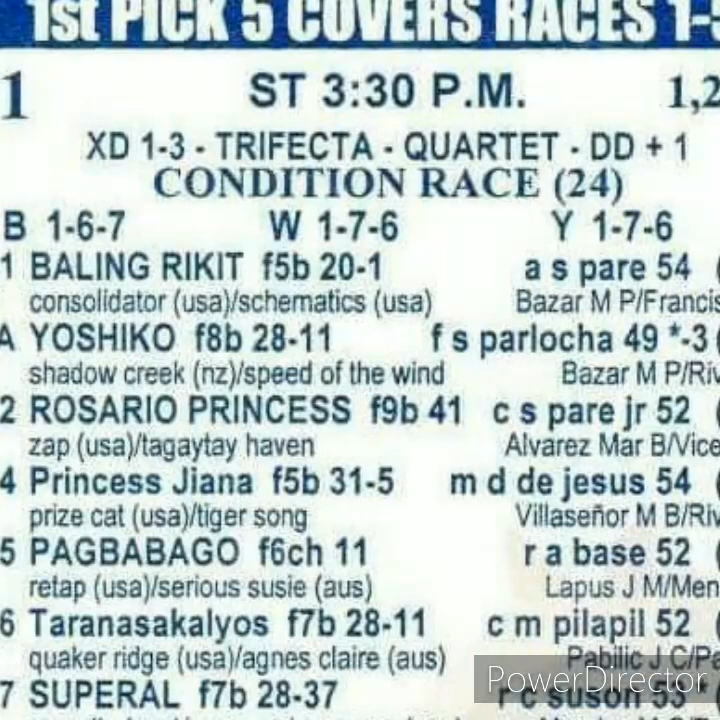 1st PICK 5 COVERS RACES 1-5
1 ST 3:30 P.M. 1,2
XD 1-3 - TRIFECTA - QUARTET - DD + 1
CONDITION RACE (24)
B 1-6-7 W 1-7-6 Y 1-7-6
1 BALING RIKIT f5b 20-1 a s pare 54 (
consolidator (usa)/schematics (usa) Bazar M P/Francis
A YOSHIKO f8b 28-11 f s parlocha 49 *-3 (
shadow creek (nz)/speed of the wind Bazar M P/Riv
2 ROSARIO PRINCESS f9b 41 c s pare jr 52 (
zap (usa)/tagaytay haven Alvarez Mar B/Vice
4 Princess Jiana f5b 31-5 m d de jesus 54 (
prize cat (usa)/tiger song Villaseñor M B/Riv
5 PAGBABAGO f6ch 11 r a base 52 (
retap (usa)/serious susie (aus) Lapus J M/Men
6 Taranasakalyos f7b 28-11 c m pilapil 52 (
quaker ridge (usa)/agnes claire (aus) Pabilic J C/Pa
7 SUPERAL f7b 28-37 r c suson 53 * (
PowerDirector